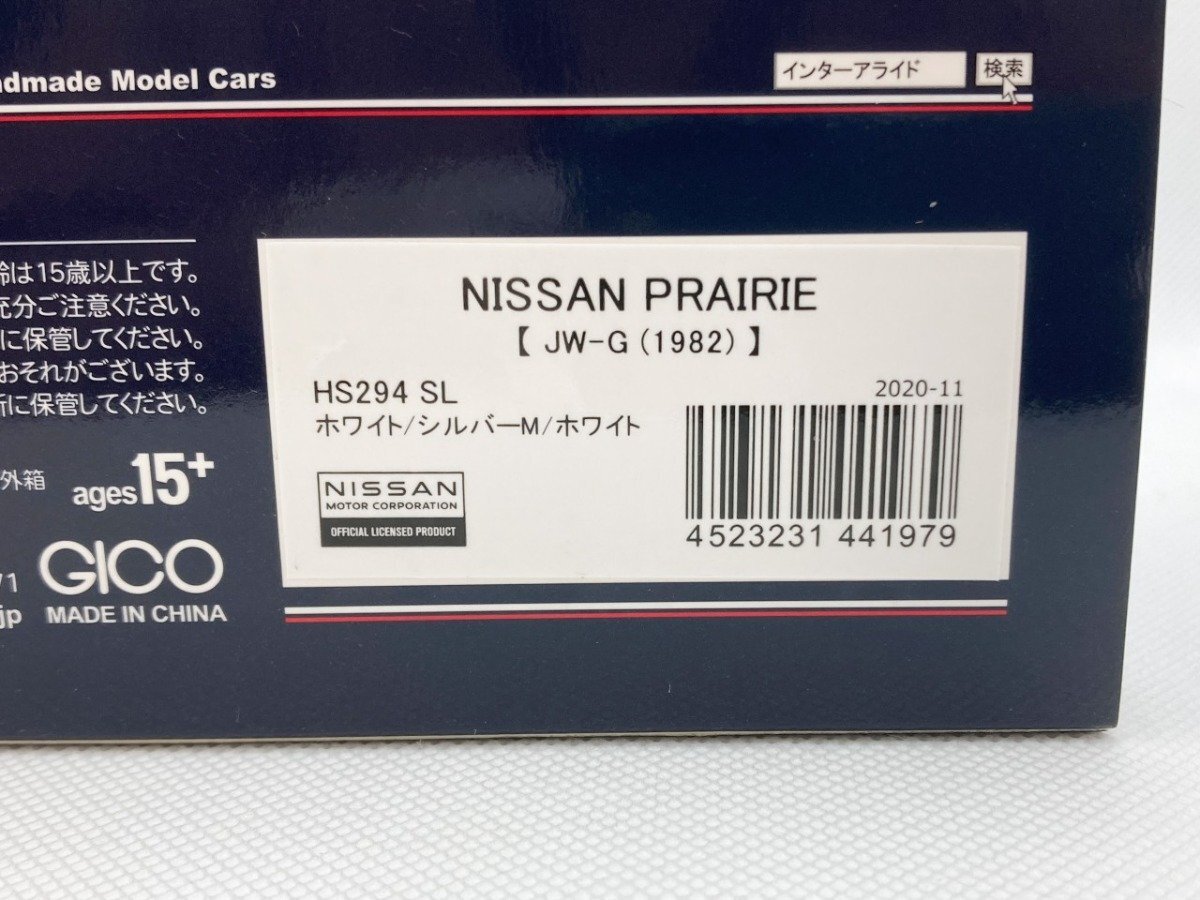 Model Cars
インターアライド 検索
は15歳以上です。
充分ご注意ください。
に保管してください。
おそれがございます。
に保管してください。
外箱 ages15+
GICO
jp MADE IN CHINA
NISSAN PRAIRIE
【 JW-G (1982) 】
HS294 SL
2020-11
ホワイト/シルバーM/ホワイト
NISSAN
MOTOR CORPORATION
OFFICIAL LICENSED PRODUCT
4523231 441979